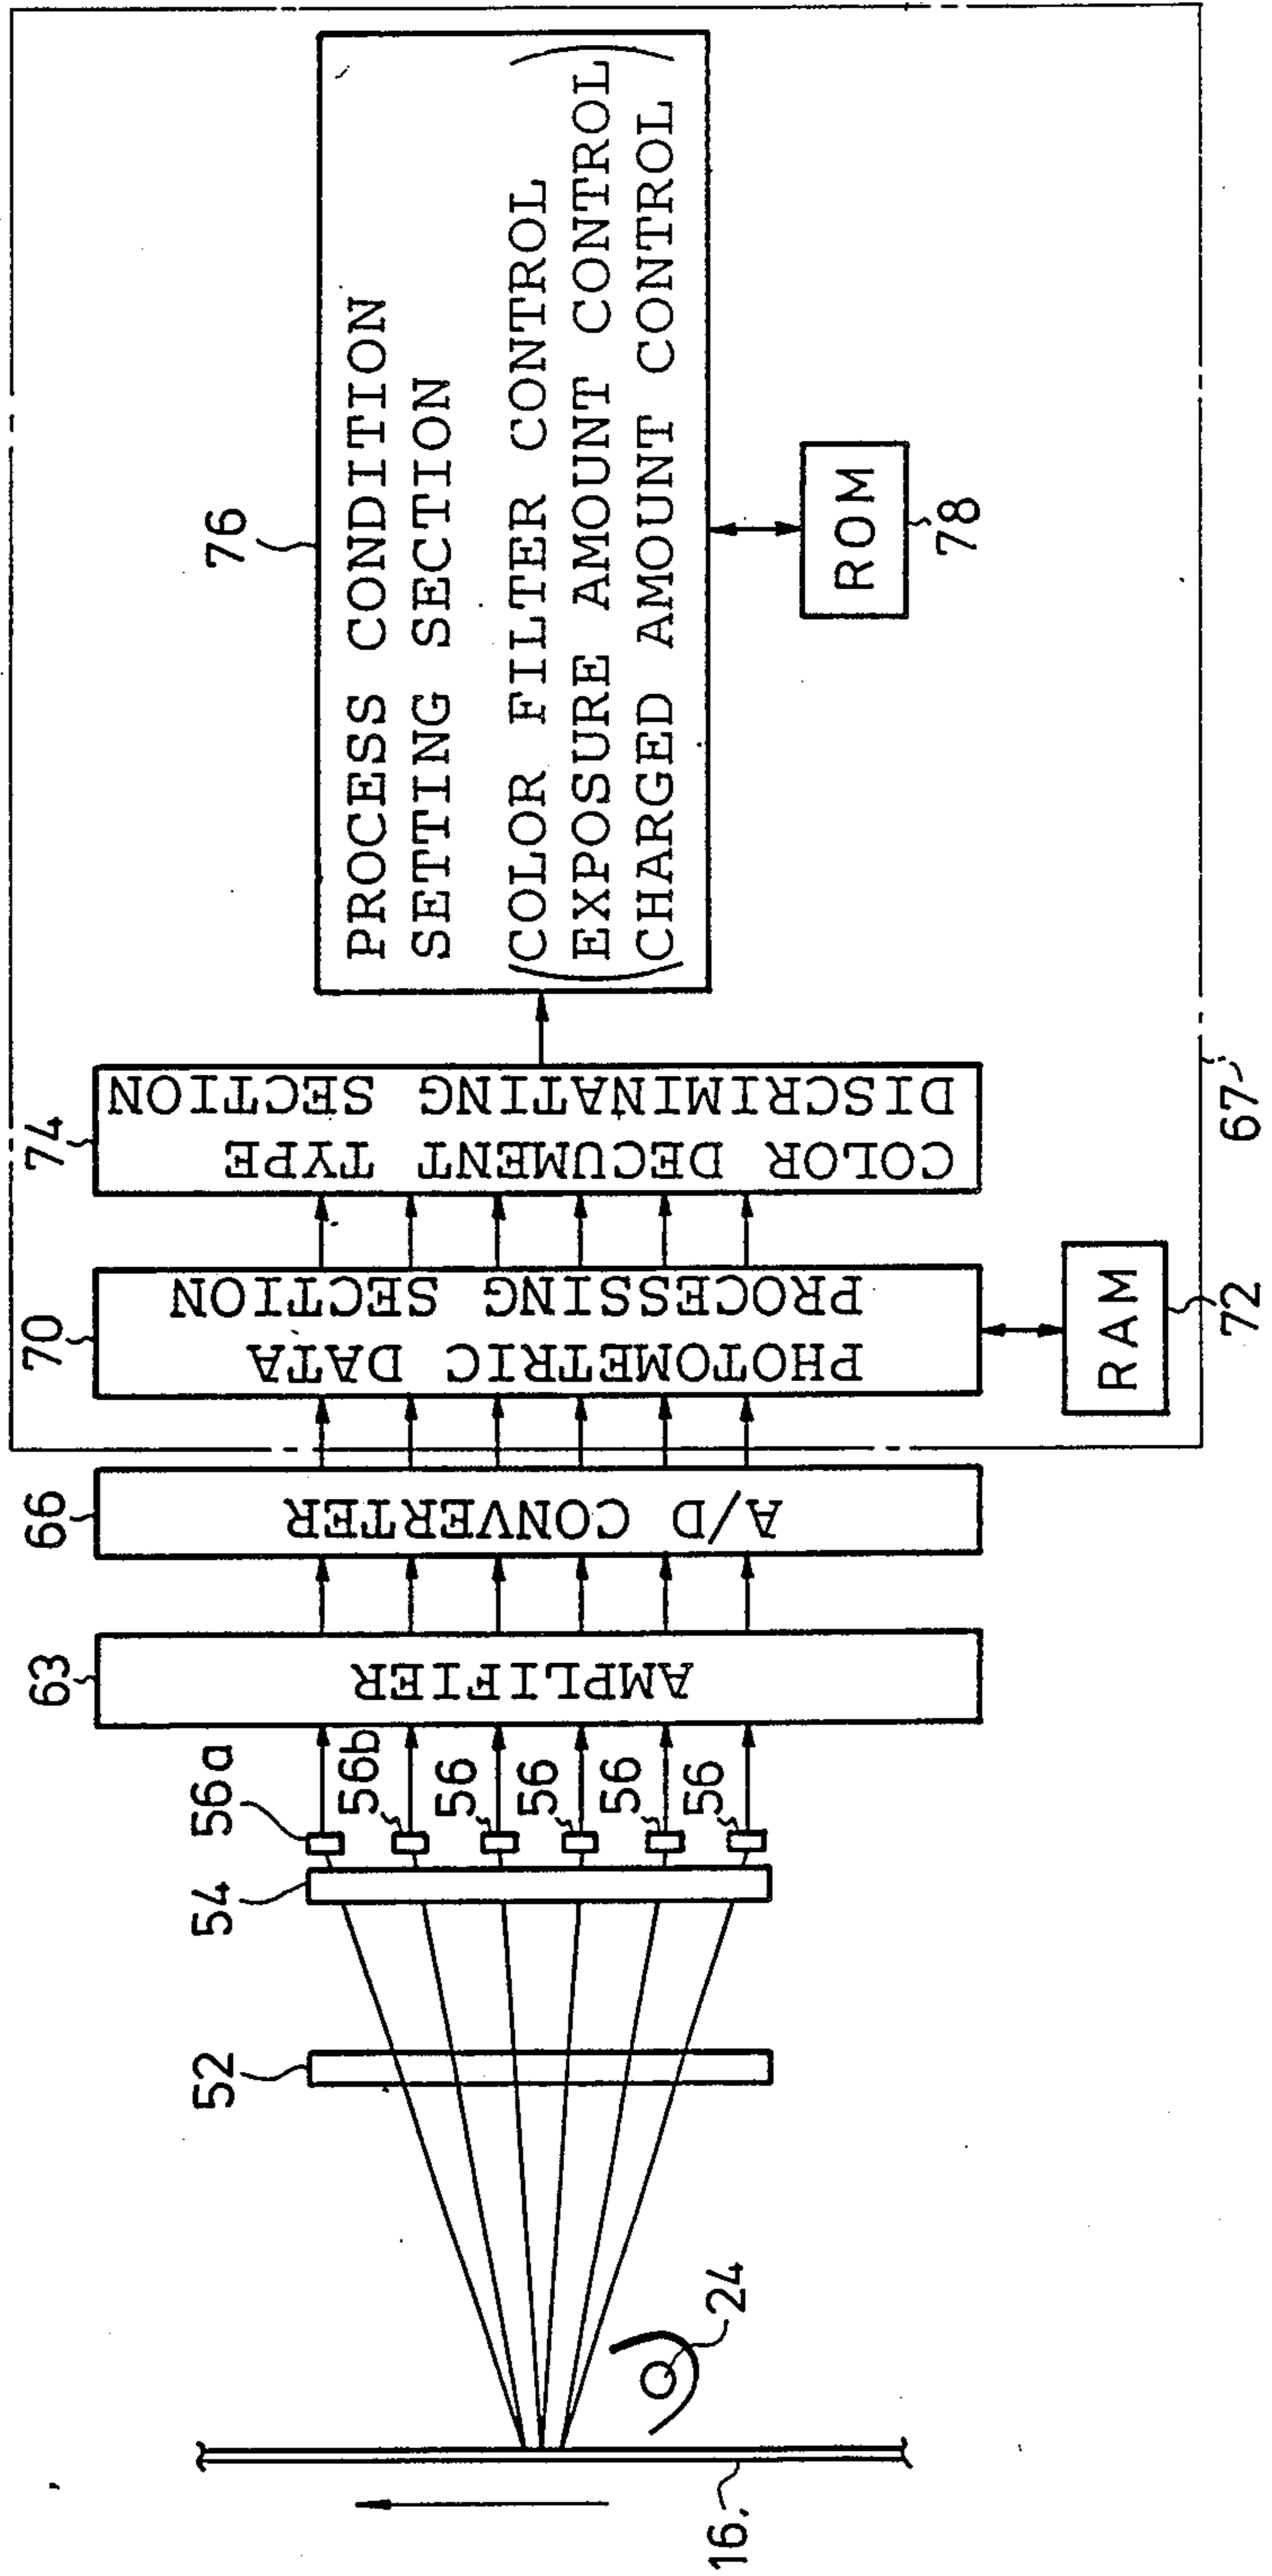 16
24
52
54
56a
56b
56
56
56
56
63
AMPLIFIER
66
A/D CONVERTER
70
PHOTOMETRIC DATA
PROCESSING SECTION
RAM
72
74
COLOR DECUMENT TYPE
DISCRIMINATING SECTION
76
PROCESS CONDITION
SETTING SECTION
(COLOR FILTER CONTROL
EXPOSURE AMOUNT CONTROL
CHARGED AMOUNT CONTROL)
ROM
78
67